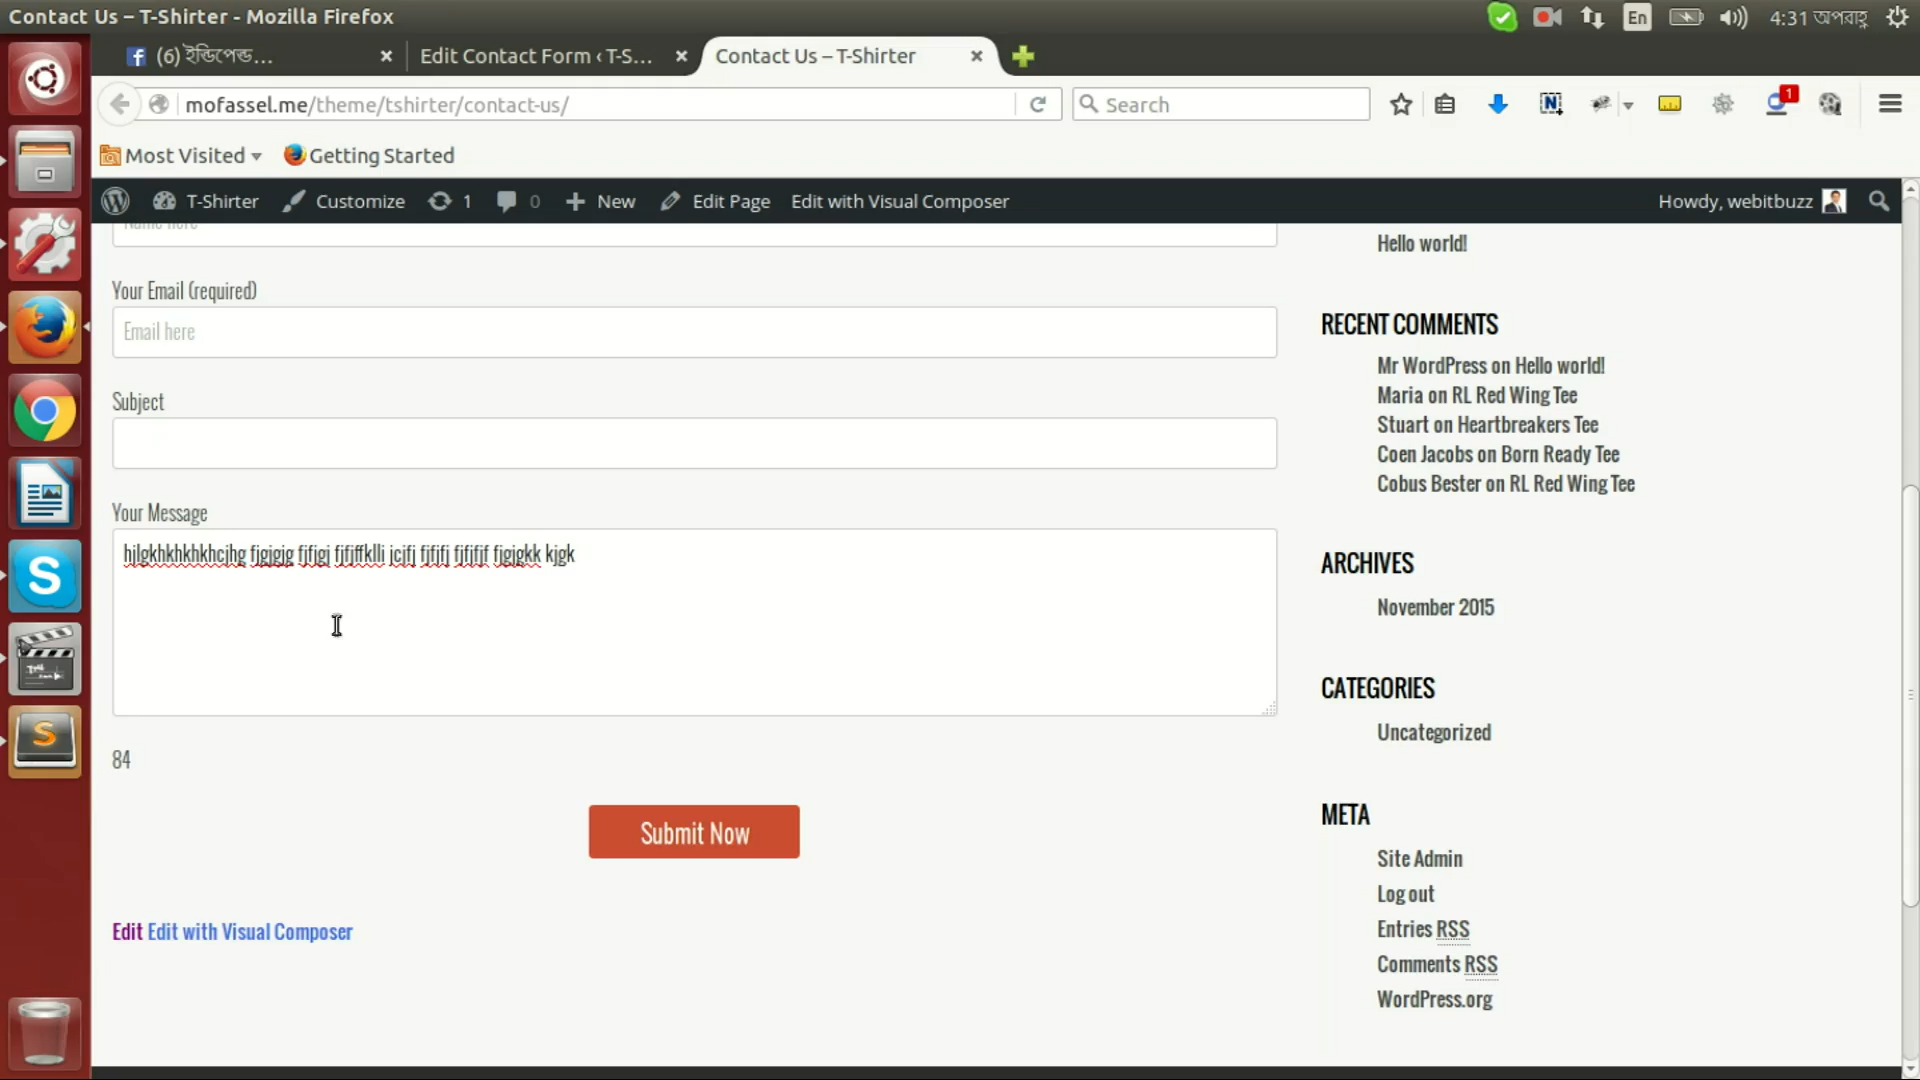 Contact Us – T-Shirter - Mozilla Firefox
En
4:31 অপরাহ্ণ
(6) ইন্ডিপেন্ড...
Edit Contact Form ‹ T-S...
Contact Us – T-Shirter
mofassel.me/theme/tshirter/contact-us/
Search
1
Most Visited
Getting Started
T-Shirter
Customize
1
0
New
Edit Page
Edit with Visual Composer
Howdy, webitbuzz
Name here
Your Email (required)
Email here
Subject
Your Message
hjlgkhkhkhkhcjhg fjgjgjg fjfjgj fjfjffklli jcjfj fjfjfj fjfjfjf fjgjgkk kjgk
84
Submit Now
Edit Edit with Visual Composer
Hello world!
RECENT COMMENTS
Mr WordPress on Hello world!
Maria on RL Red Wing Tee
Stuart on Heartbreakers Tee
Coen Jacobs on Born Ready Tee
Cobus Bester on RL Red Wing Tee
ARCHIVES
November 2015
CATEGORIES
Uncategorized
META
Site Admin
Log out
Entries RSS
Comments RSS
WordPress.org